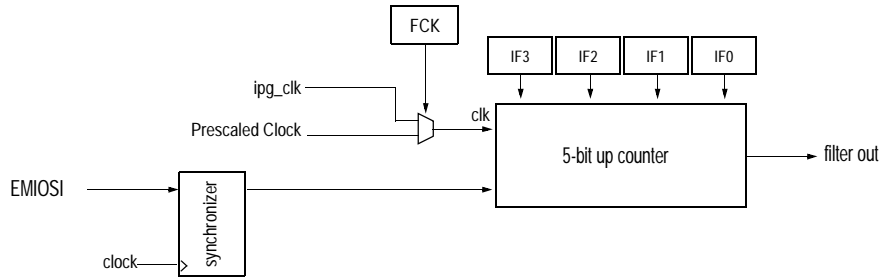 FCK
IF3 IF2 IF1 IF0
ipg_clk
clk
Prescaled Clock
5-bit up counter
filter out
EMIOSI
synchronizer
clock